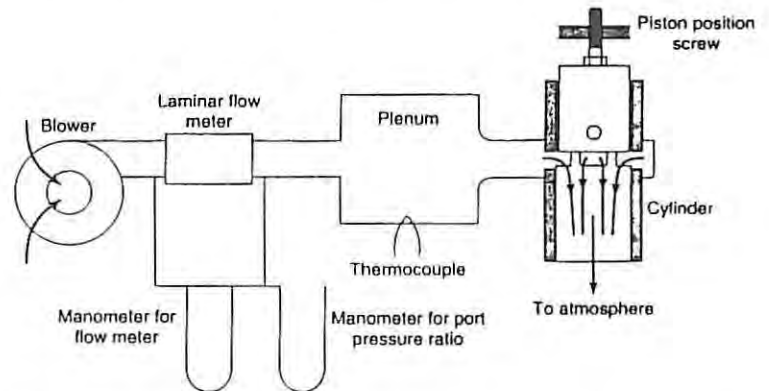 Piston position
screw
Laminar flow
meter
Blower
Plenum
Cylinder
Thermocouple
To atmosphere
Manometer for
flow meter
Manometer for port
pressure ratio